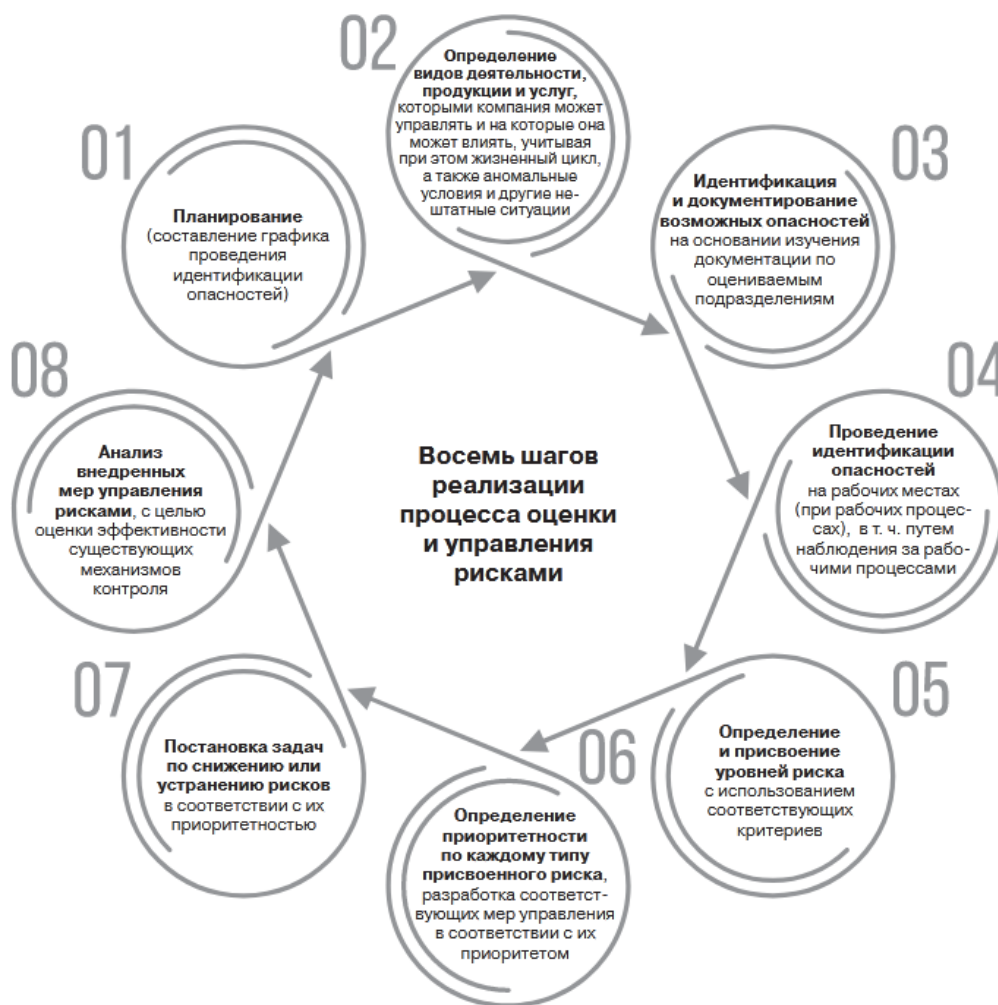 Восемь шагов
реализации
процесса оценки
и управления
рисками
01
Планирование
(составление графика
проведения
идентификации
опасностей)
02
Определение
видов деятельности,
продукции и услуг,
которыми компания может
управлять и на которые она
может влиять, учитывая
при этом жизненный цикл,
а также аномальные
условия и другие не-
штатные ситуации
03
Идентификация
и документирование
возможных опасностей
на основании изучения
документации по
оцениваемым
подразделениям
04
Проведение
идентификации
опасностей
на рабочих местах
(при рабочих процес-
сах), в т. ч. путем
наблюдения за рабо-
чими процессами
05
Определение
и присвоение
уровней риска
с использованием
соответствующих
критериев
06
Определение
приоритетности
по каждому типу
присвоенного риска,
разработка соответст-
вующих мер управления
в соответствии с их
приоритетом
07
Постановка задач
по снижению или
устранению рисков
в соответствии с их
приоритетностью
08
Анализ
внедренных
мер управления
рисками, с целью
оценки эффективности
существующих
механизмов
контроля